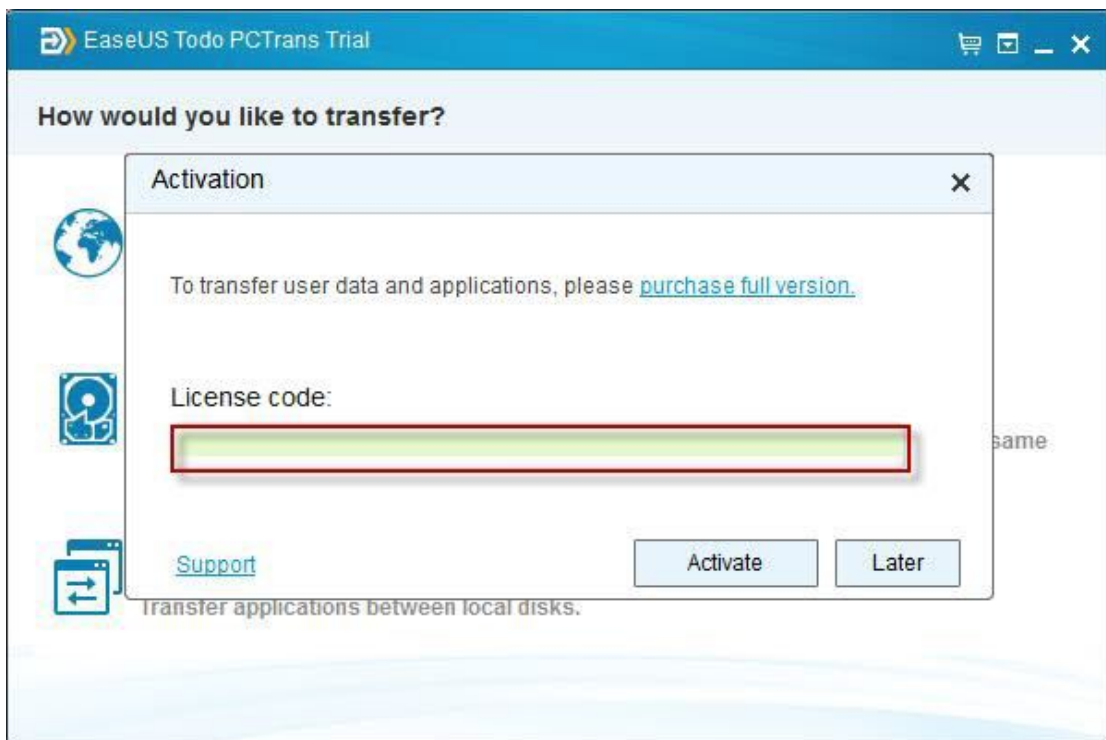 EaseUS Todo PCTrans Trial
How would you like to transfer?
Activation
To transfer user data and applications, please purchase full version.
License code:
same
Support
Activate
Later
Transfer applications between local disks.